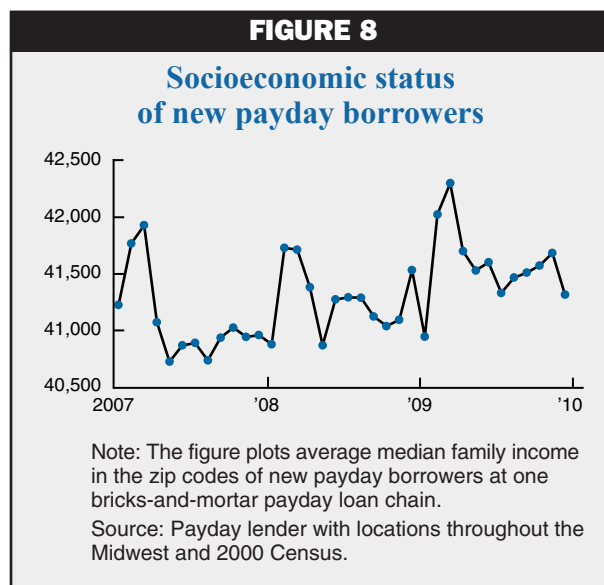 FIGURE 8
Socioeconomic status
of new payday borrowers
42,500
42,000
41,500
41,000
40,500
2007 ’08 ’09 ’10
Note: The figure plots average median family income
in the zip codes of new payday borrowers at one
bricks-and-mortar payday loan chain.
Source: Payday lender with locations throughout the
Midwest and 2000 Census.